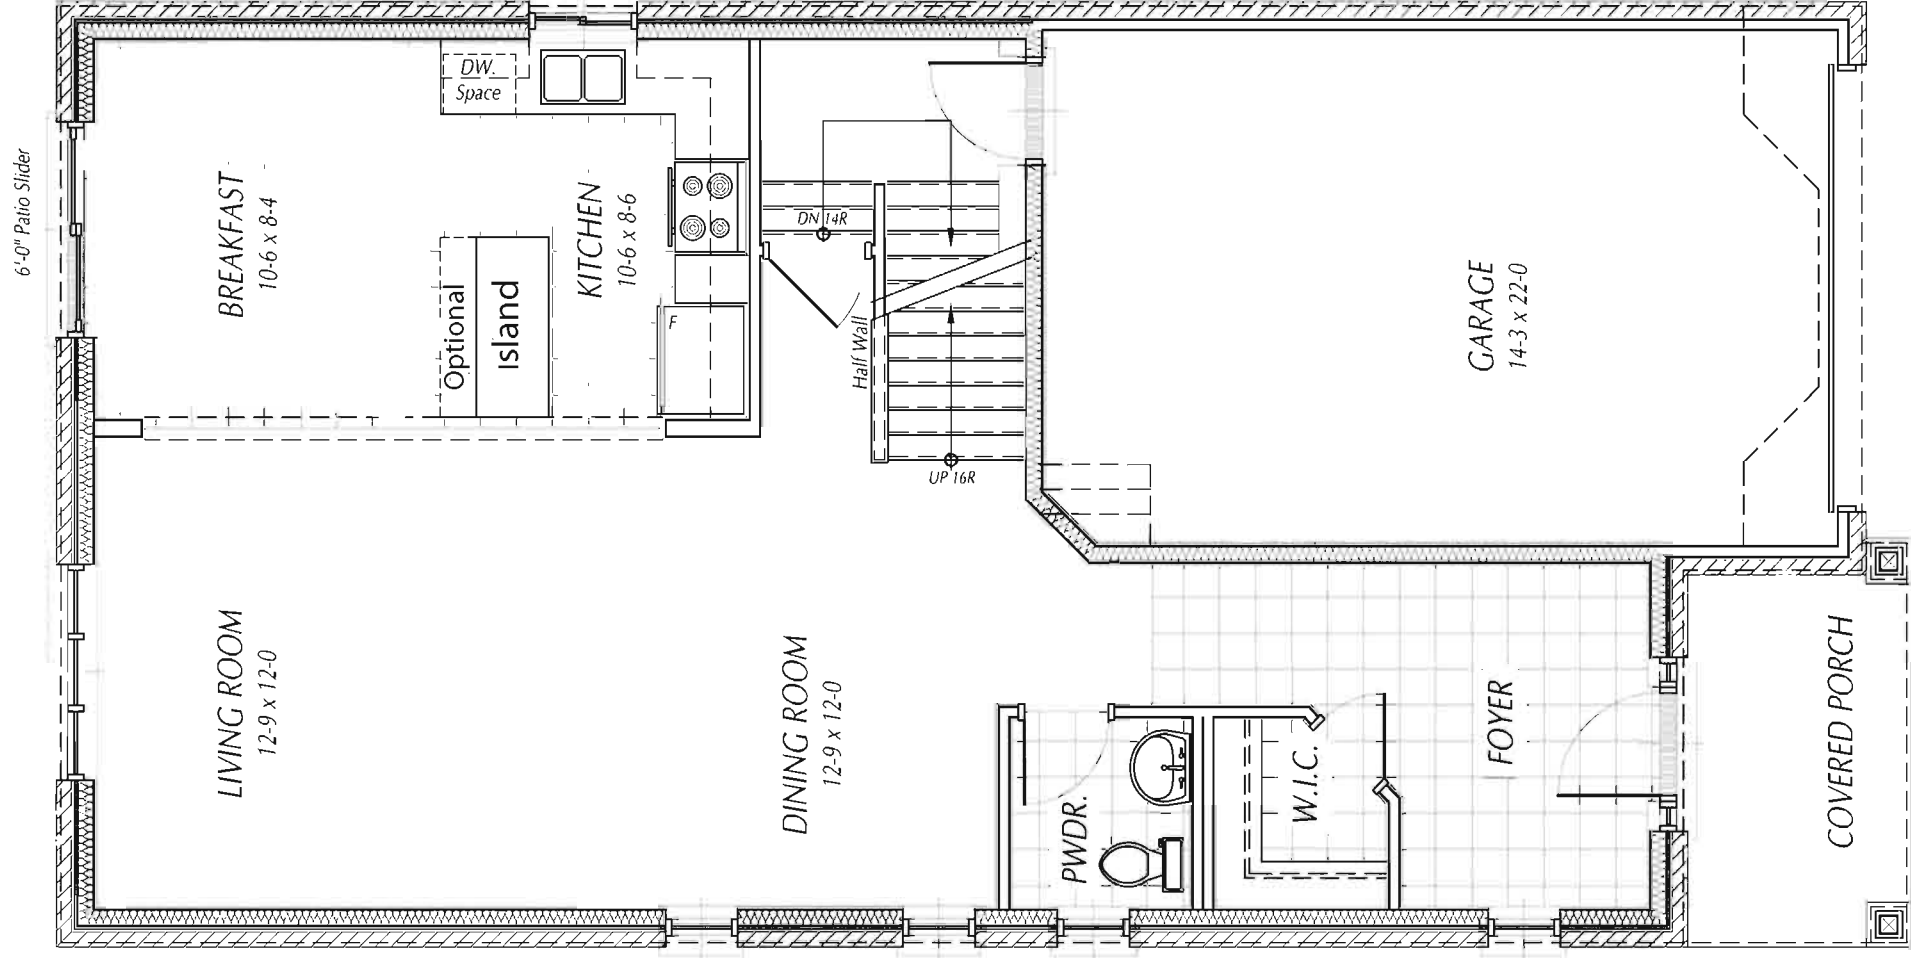 DW.
Space
6'-0" Patio Slider
BREAKFAST
10-6 x 8-4
KITCHEN
10-6 x 8-6
Optional
Island
F
DN 14R
Half Wall
UP 16R
GARAGE
14-3 x 22-0
LIVING ROOM
12-9 x 12-0
DINING ROOM
12-9 x 12-0
PWDR.
W.I.C.
FOYER
COVERED PORCH